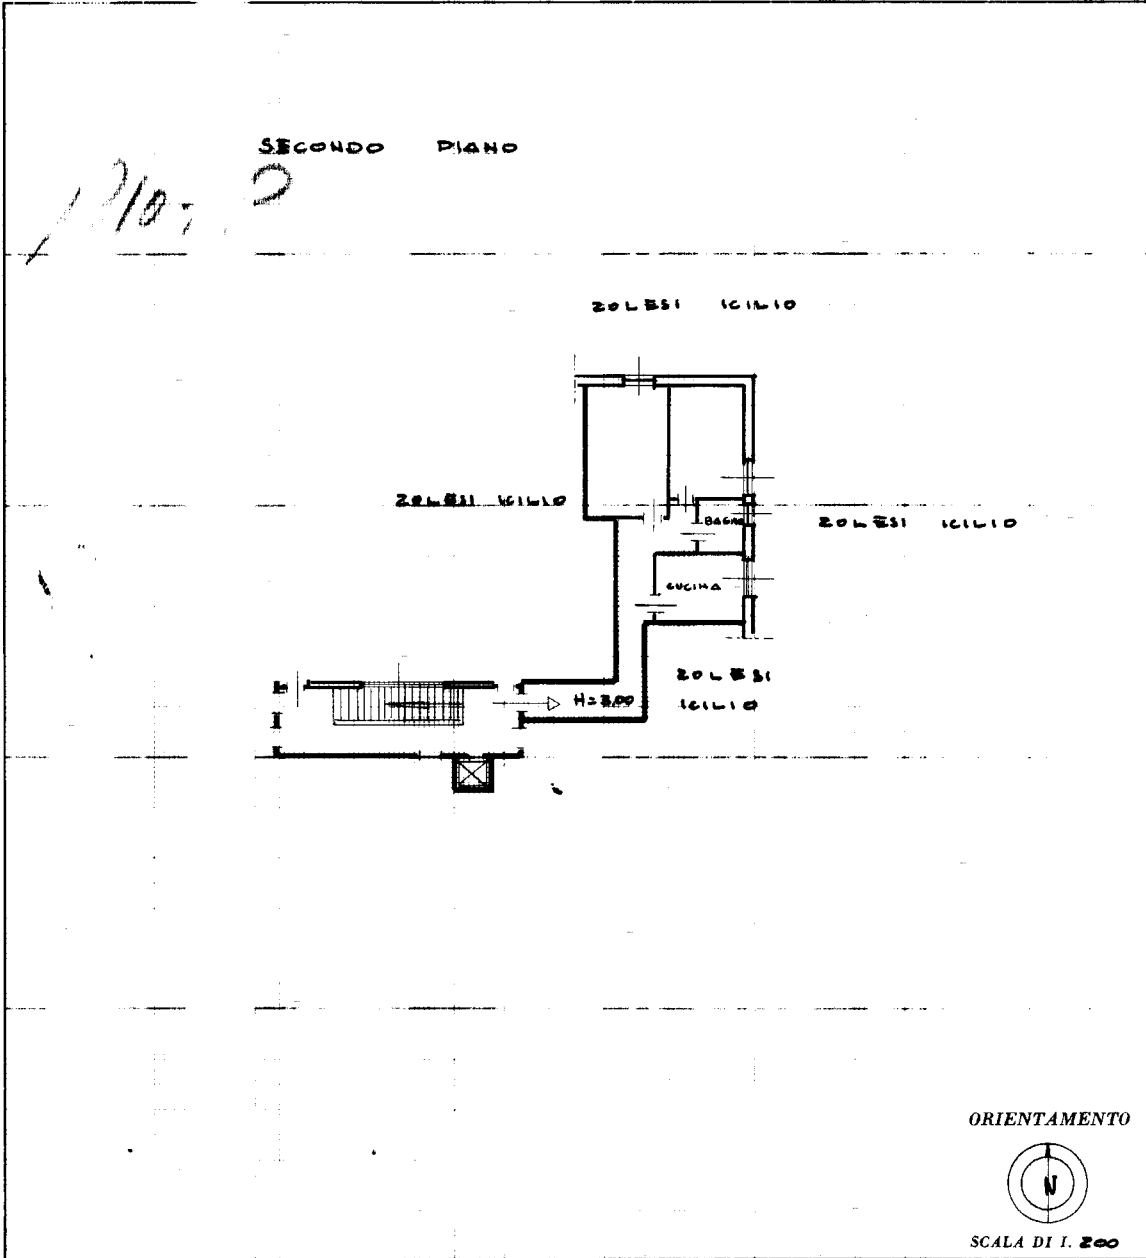 SECONDO PIANO
ZOLESI ICILIO
ZOLESI ICILIO
BAGNO
ZOLESI ICILIO
CUCINA
ZOLESI
ICILIO
H=3,00
ORIENTAMENTO
N
SCALA DI 1. 200